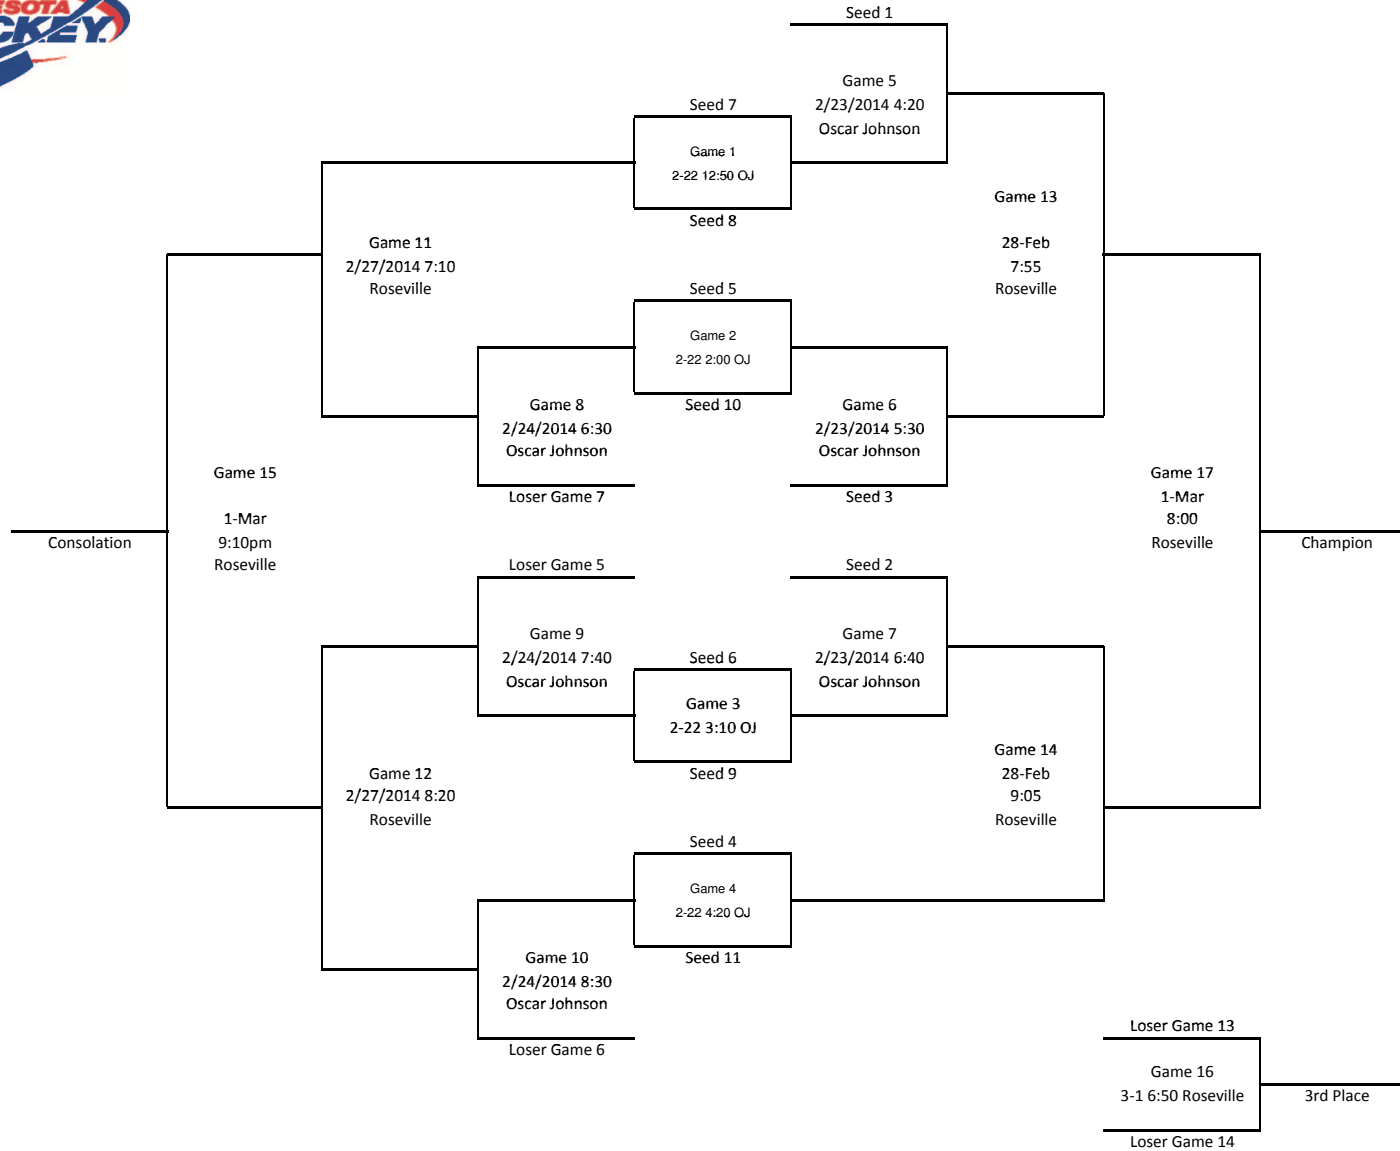 SOTA
CKEY
Seed 1
Game 5
2/23/2014 4:20
Oscar Johnson
Seed 7
Game 1
2-22 12:50 OJ
Seed 8
Game 13
28-Feb
7:55
Roseville
Game 11
2/27/2014 7:10
Roseville
Seed 5
Game 2
2-22 2:00 OJ
Seed 10
Game 8
2/24/2014 6:30
Oscar Johnson
Loser Game 7
Game 6
2/23/2014 5:30
Oscar Johnson
Seed 3
Game 15
1-Mar
9:10pm
Roseville
Consolation
Game 17
1-Mar
8:00
Roseville
Champion
Loser Game 5
Game 9
2/24/2014 7:40
Oscar Johnson
Seed 2
Game 7
2/23/2014 6:40
Oscar Johnson
Seed 6
Game 3
2-22 3:10 OJ
Seed 9
Game 12
2/27/2014 8:20
Roseville
Game 14
28-Feb
9:05
Roseville
Seed 4
Game 4
2-22 4:20 OJ
Seed 11
Game 10
2/24/2014 8:30
Oscar Johnson
Loser Game 6
Loser Game 13
Game 16
3-1 6:50 Roseville
3rd Place
Loser Game 14